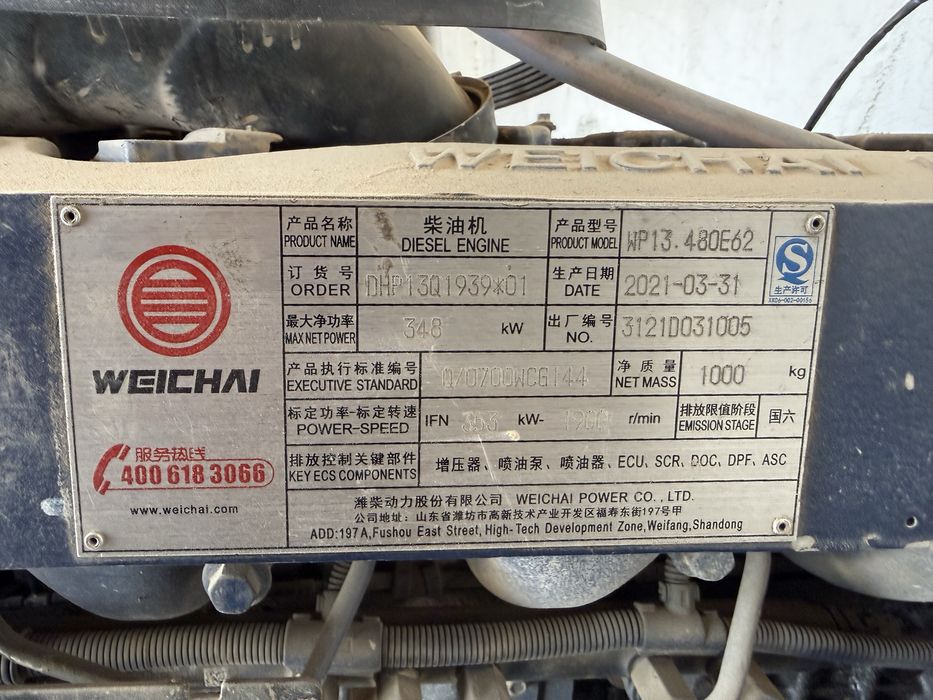 WEICHAI
产品名称 柴油机 产品型号 WP13.480E62
PRODUCT NAME DIESEL ENGINE PRODUCT MODEL
订货号 DHP13Q1939*01 生产日期 2021-03-31
ORDER DATE
生产许可
XK06-002-00156
最大净功率 348 kW 出厂编号 3121D031005
MAX NET POWER NO.
WEICHAI
产品执行标准编号 Q/0700WCG144 净质量 1000 kg
EXECUTIVE STANDARD NET MASS
标定功率-标定转速 IFN 353 kW- 1900 r/min 排放限值阶段 国六
POWER-SPEED EMISSION STAGE
服务热线
400 618 3066
www.weichai.com
排放控制关键部件 增压器、喷油泵、喷油器、ECU、SCR、DOC、DPF、ASC
KEY ECS COMPONENTS
潍柴动力股份有限公司 WEICHAI POWER CO., LTD.
公司地址：山东省潍坊市高新技术产业开发区福寿东街197号甲
ADD:197A,Fushou East Street, High-Tech Development Zone,Weifang,Shandong